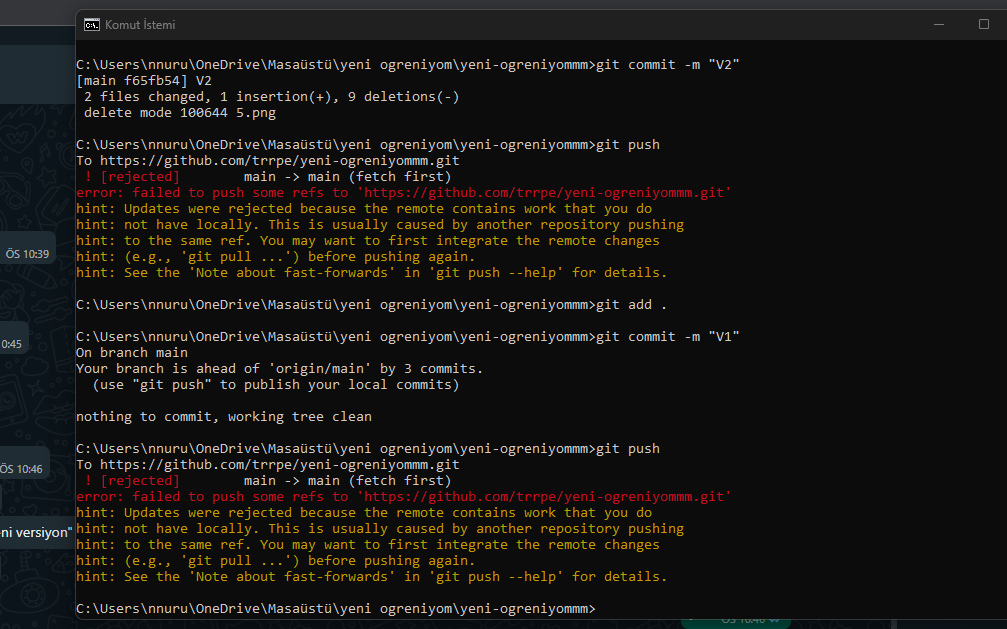 Komut İstemi
C:\Users\nnuru\OneDrive\Masaüstü\yeni ogreniyom\yeni-ogreniyommm>git commit -m "V2"
[main f65fb54] V2
 2 files changed, 1 insertion(+), 9 deletions(-)
 delete mode 100644 5.png
C:\Users\nnuru\OneDrive\Masaüstü\yeni ogreniyom\yeni-ogreniyommm>git push
To https://github.com/trrpe/yeni-ogreniyommm.git
 ! [rejected]        main -> main (fetch first)
error: failed to push some refs to 'https://github.com/trrpe/yeni-ogreniyommm.git'
hint: Updates were rejected because the remote contains work that you do
hint: not have locally. This is usually caused by another repository pushing
hint: to the same ref. You may want to first integrate the remote changes
hint: (e.g., 'git pull ...') before pushing again.
hint: See the 'Note about fast-forwards' in 'git push --help' for details.
ÖS 10:39
C:\Users\nnuru\OneDrive\Masaüstü\yeni ogreniyom\yeni-ogreniyommm>git add .
C:\Users\nnuru\OneDrive\Masaüstü\yeni ogreniyom\yeni-ogreniyommm>git commit -m "V1"
0:45
On branch main
Your branch is ahead of 'origin/main' by 3 commits.
  (use "git push" to publish your local commits)
nothing to commit, working tree clean
C:\Users\nnuru\OneDrive\Masaüstü\yeni ogreniyom\yeni-ogreniyommm>git push
To https://github.com/trrpe/yeni-ogreniyommm.git
ÖS 10:46
 ! [rejected]        main -> main (fetch first)
error: failed to push some refs to 'https://github.com/trrpe/yeni-ogreniyommm.git'
hint: Updates were rejected because the remote contains work that you do
hint: not have locally. This is usually caused by another repository pushing
ni versiyon"
hint: to the same ref. You may want to first integrate the remote changes
hint: (e.g., 'git pull ...') before pushing again.
hint: See the 'Note about fast-forwards' in 'git push --help' for details.
C:\Users\nnuru\OneDrive\Masaüstü\yeni ogreniyom\yeni-ogreniyommm>